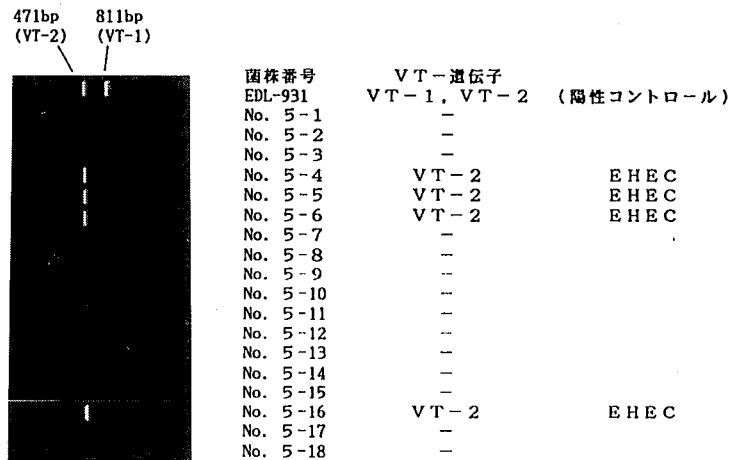 471bp 811bp
(VT-2) (VT-1)
菌株番号 VT-遺伝子
EDL-931 VT-1, VT-2 (陽性コントロール)
No. 5-1 -
No. 5-2 -
No. 5-3 -
No. 5-4 VT-2 EHEC
No. 5-5 VT-2 EHEC
No. 5-6 VT-2 EHEC
No. 5-7 -
No. 5-8 -
No. 5-9 -
No. 5-10 -
No. 5-11 -
No. 5-12 -
No. 5-13 -
No. 5-14 -
No. 5-15 -
No. 5-16 VT-2 EHEC
No. 5-17 -
No. 5-18 -